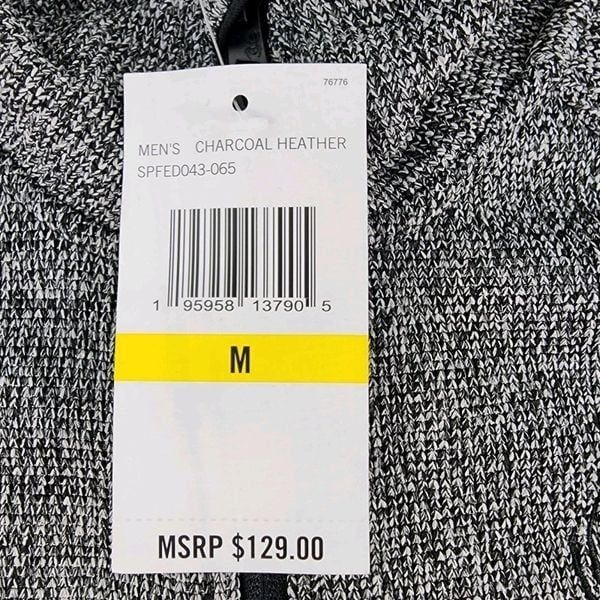 76776
MEN'S CHARCOAL HEATHER
SPFED043-065
1 95958 13790 5
M
MSRP $129.00